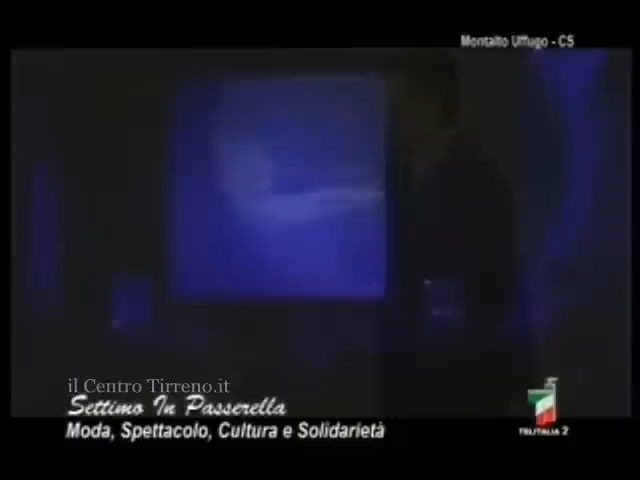 Montalto Uffugo - CS
il Centro Tirreno.it
Settimo In Passerella
Moda, Spettacolo, Cultura e Solidarietà
TELITALIA 2